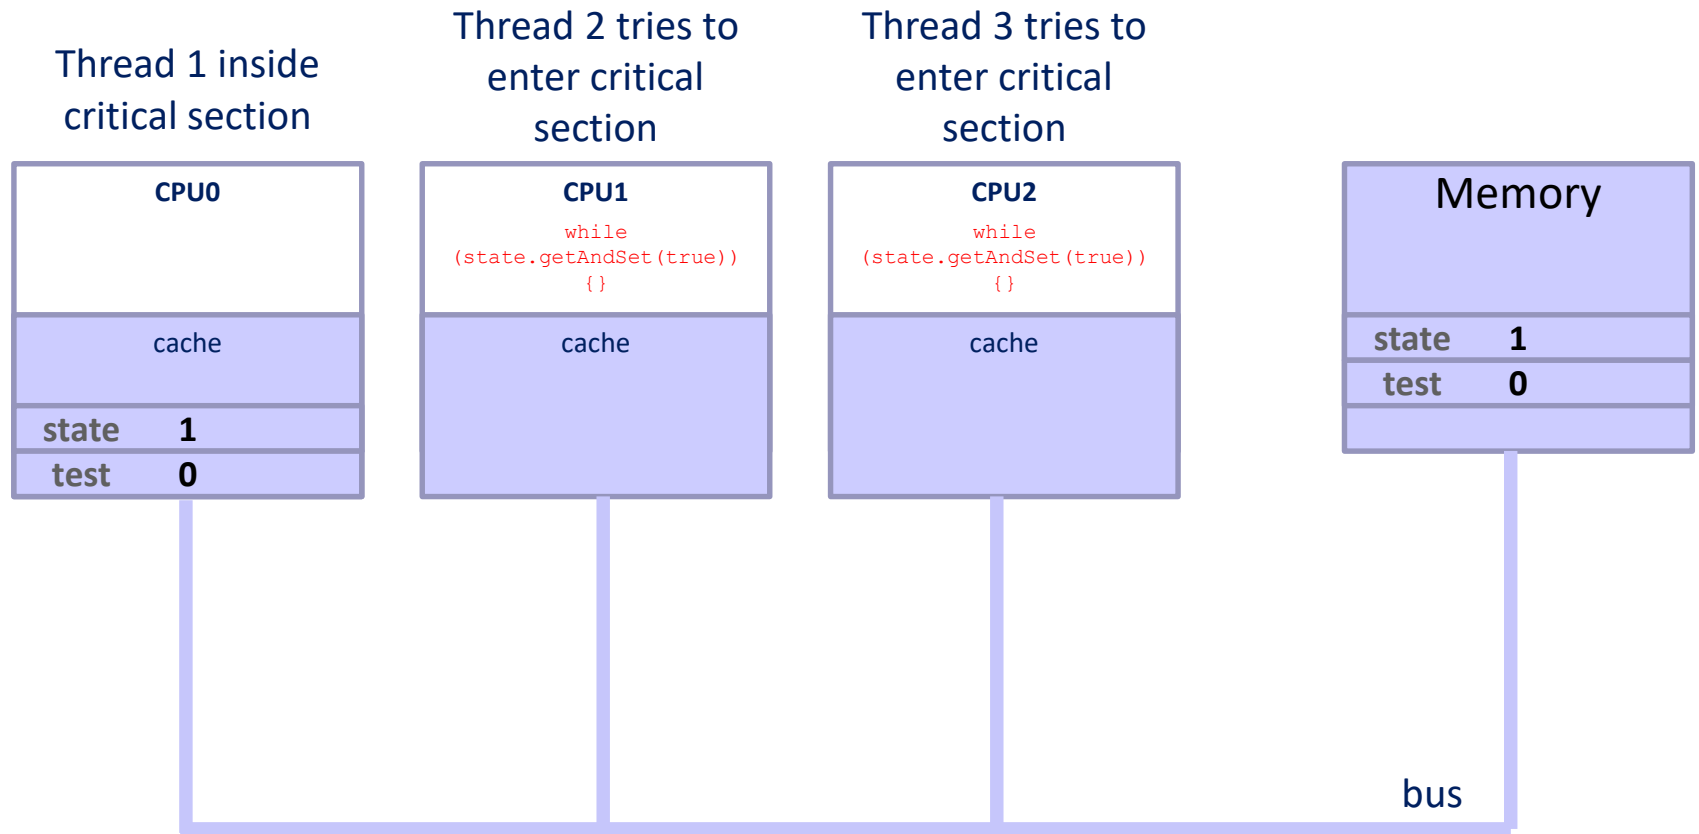 Thread 1 inside
critical section
Thread 2 tries to
enter critical
section
Thread 3 tries to
enter critical
section
CPU0
cache
state 1
test 0
CPU1
while
(state.getAndSet(true))
{}
cache
CPU2
while
(state.getAndSet(true))
{}
cache
Memory
state 1
test 0
bus